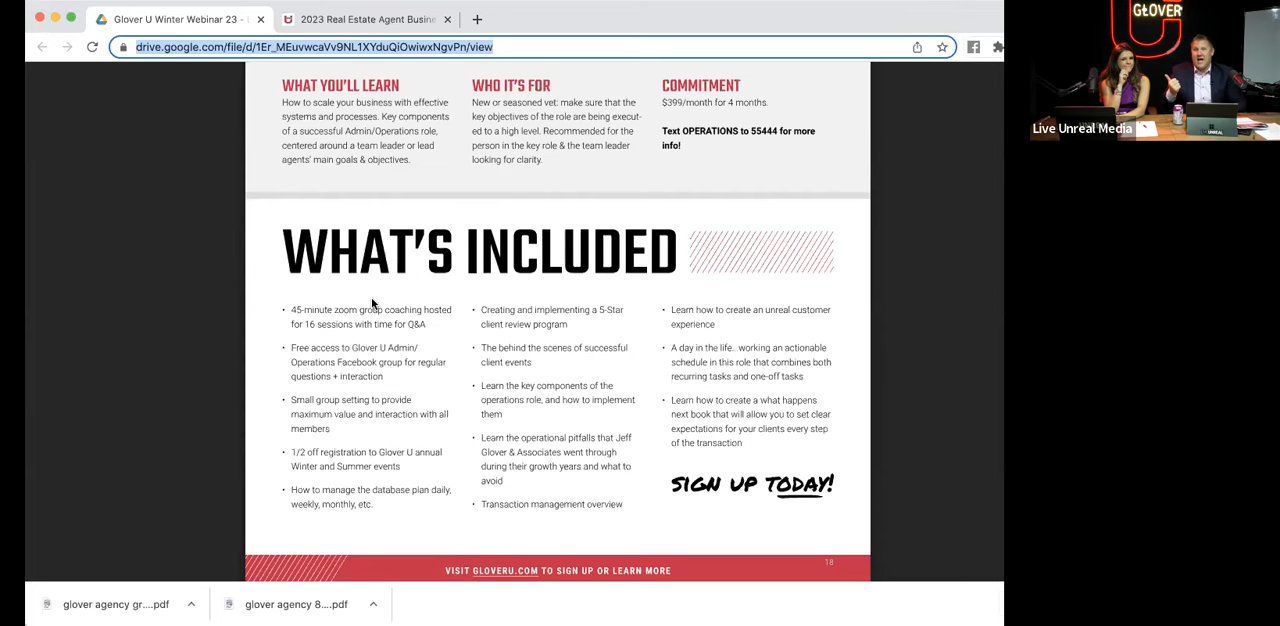 Glover U Winter Webinar 23 -
2023 Real Estate Agent Busine
drive.google.com/file/d/1Er_MEuvwcaVv9NL1XYduQiOwiwxNgvPn/view
WHAT YOU'LL LEARN
How to scale your business with effective
systems and processes. Key components
of a successful Admin/Operations role,
centered around a team leader or lead
agents' main goals & objectives.
WHO IT'S FOR
New or seasoned vet: make sure that the
key objectives of the role are being execut-
ed to a high level. Recommended for the
person in the key role & the team leader
looking for clarity.
COMMITMENT
$399/month for 4 months.
Text OPERATIONS to 55444 for more
info!
WHAT'S INCLUDED
• 45-minute zoom group coaching hosted
for 16 sessions with time for Q&A
• Free access to Glover U Admin/
Operations Facebook group for regular
questions + interaction
• Small group setting to provide
maximum value and interaction with all
members
• 1/2 off registration to Glover U annual
Winter and Summer events
• How to manage the database plan daily,
weekly, monthly, etc.
• Creating and implementing a 5-Star
client review program
• The behind the scenes of successful
client events
• Learn the key components of the
operations role, and how to implement
them
• Learn the operational pitfalls that Jeff
Glover & Associates went through
during their growth years and what to
avoid
• Transaction management overview
• Learn how to create an unreal customer
experience
• A day in the life...working an actionable
schedule in this role that combines both
recurring tasks and one-off tasks
• Learn how to create a what happens
next book that will allow you to set clear
expectations for your clients every step
of the transaction
SIGN UP TODAY!
18
VISIT GLOVERU.COM TO SIGN UP OR LEARN MORE
glover agency gr....pdf
glover agency 8....pdf
GLOVER
U
Live Unreal Media
UNREAL